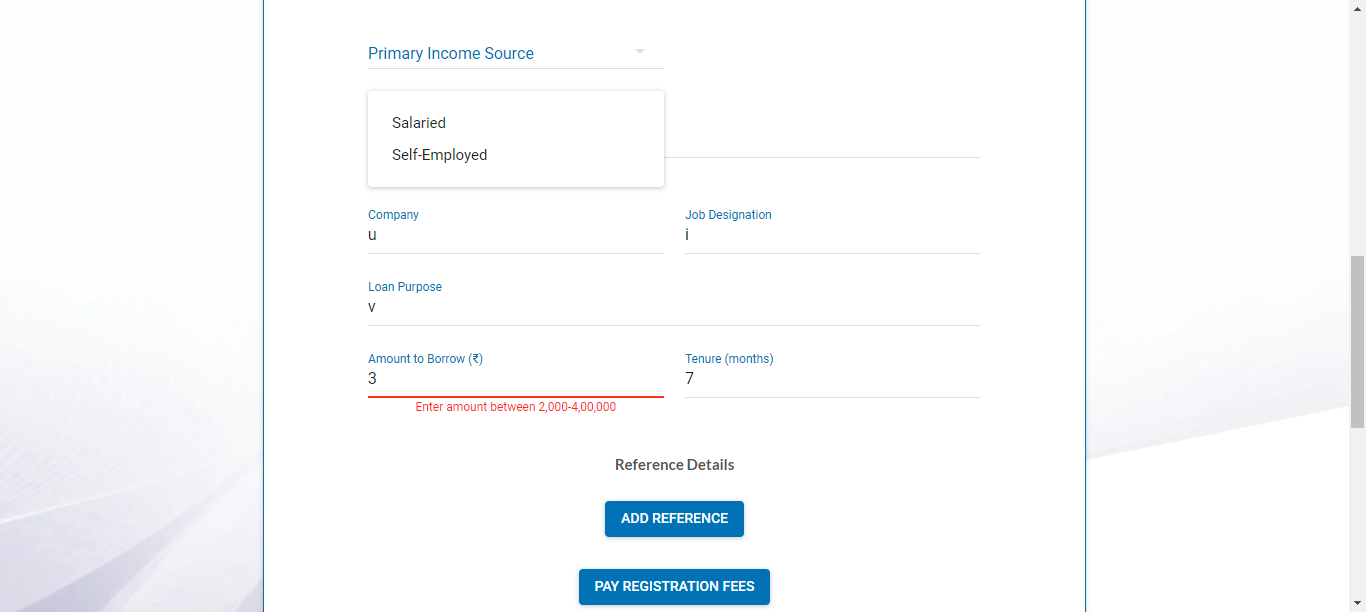 Primary Income Source
Salaried
Self-Employed
Company
Job Designation
u
i
Loan Purpose
v
Amount to Borrow (₹)
Tenure (months)
3
7
Enter amount between 2,000-4,00,000
Reference Details
ADD REFERENCE
PAY REGISTRATION FEES